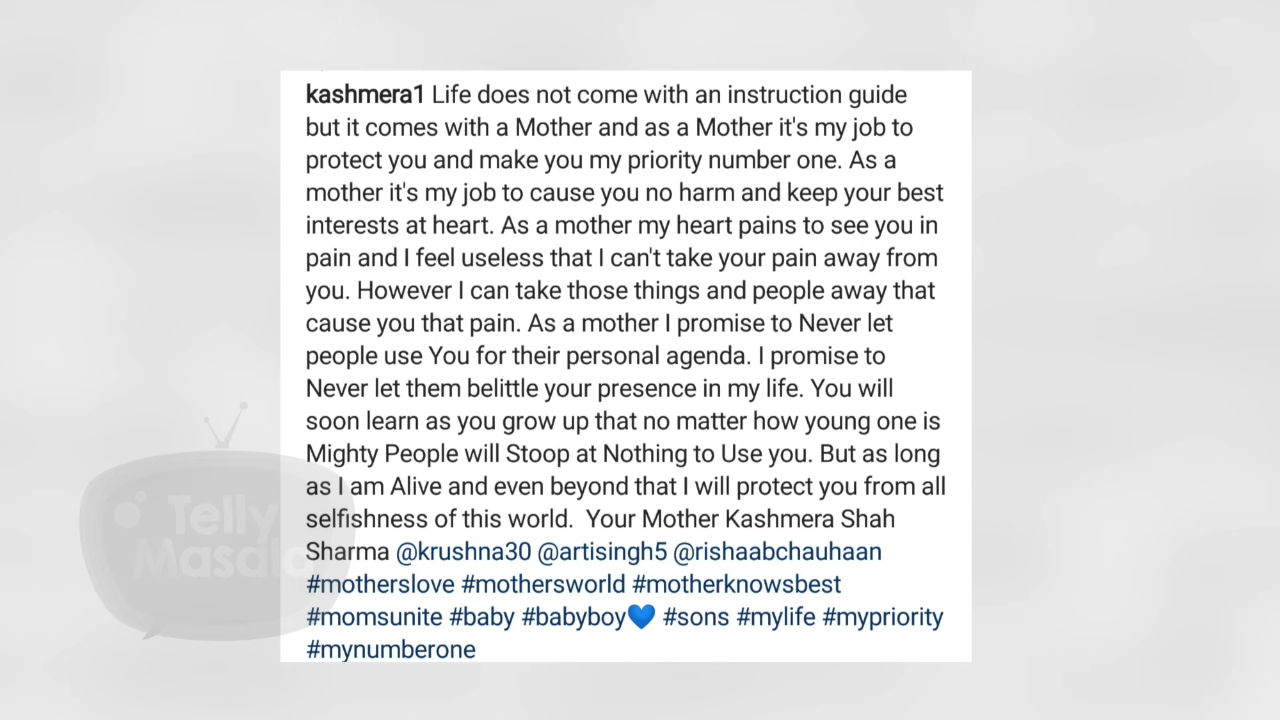 kashmera1 Life does not come with an instruction guide
but it comes with a Mother and as a Mother it's my job to
protect you and make you my priority number one. As a
mother it's my job to cause you no harm and keep your best
interests at heart. As a mother my heart pains to see you in
pain and I feel useless that I can't take your pain away from
you. However I can take those things and people away that
cause you that pain. As a mother I promise to Never let
people use You for their personal agenda. I promise to
Never let them belittle your presence in my life. You will
soon learn as you grow up that no matter how young one is
Mighty People will Stoop at Nothing to Use you. But as long
as I am Alive and even beyond that I will protect you from all
selfishness of this world.  Your Mother Kashmera Shah
Sharma @krushna30 @artisingh5 @rishaabchauhaan
#motherslove #mothersworld #motherknowsbest
#momsunite #baby #babyboy💙 #sons #mylife #mypriority
#mynumberone
Telly
Masala